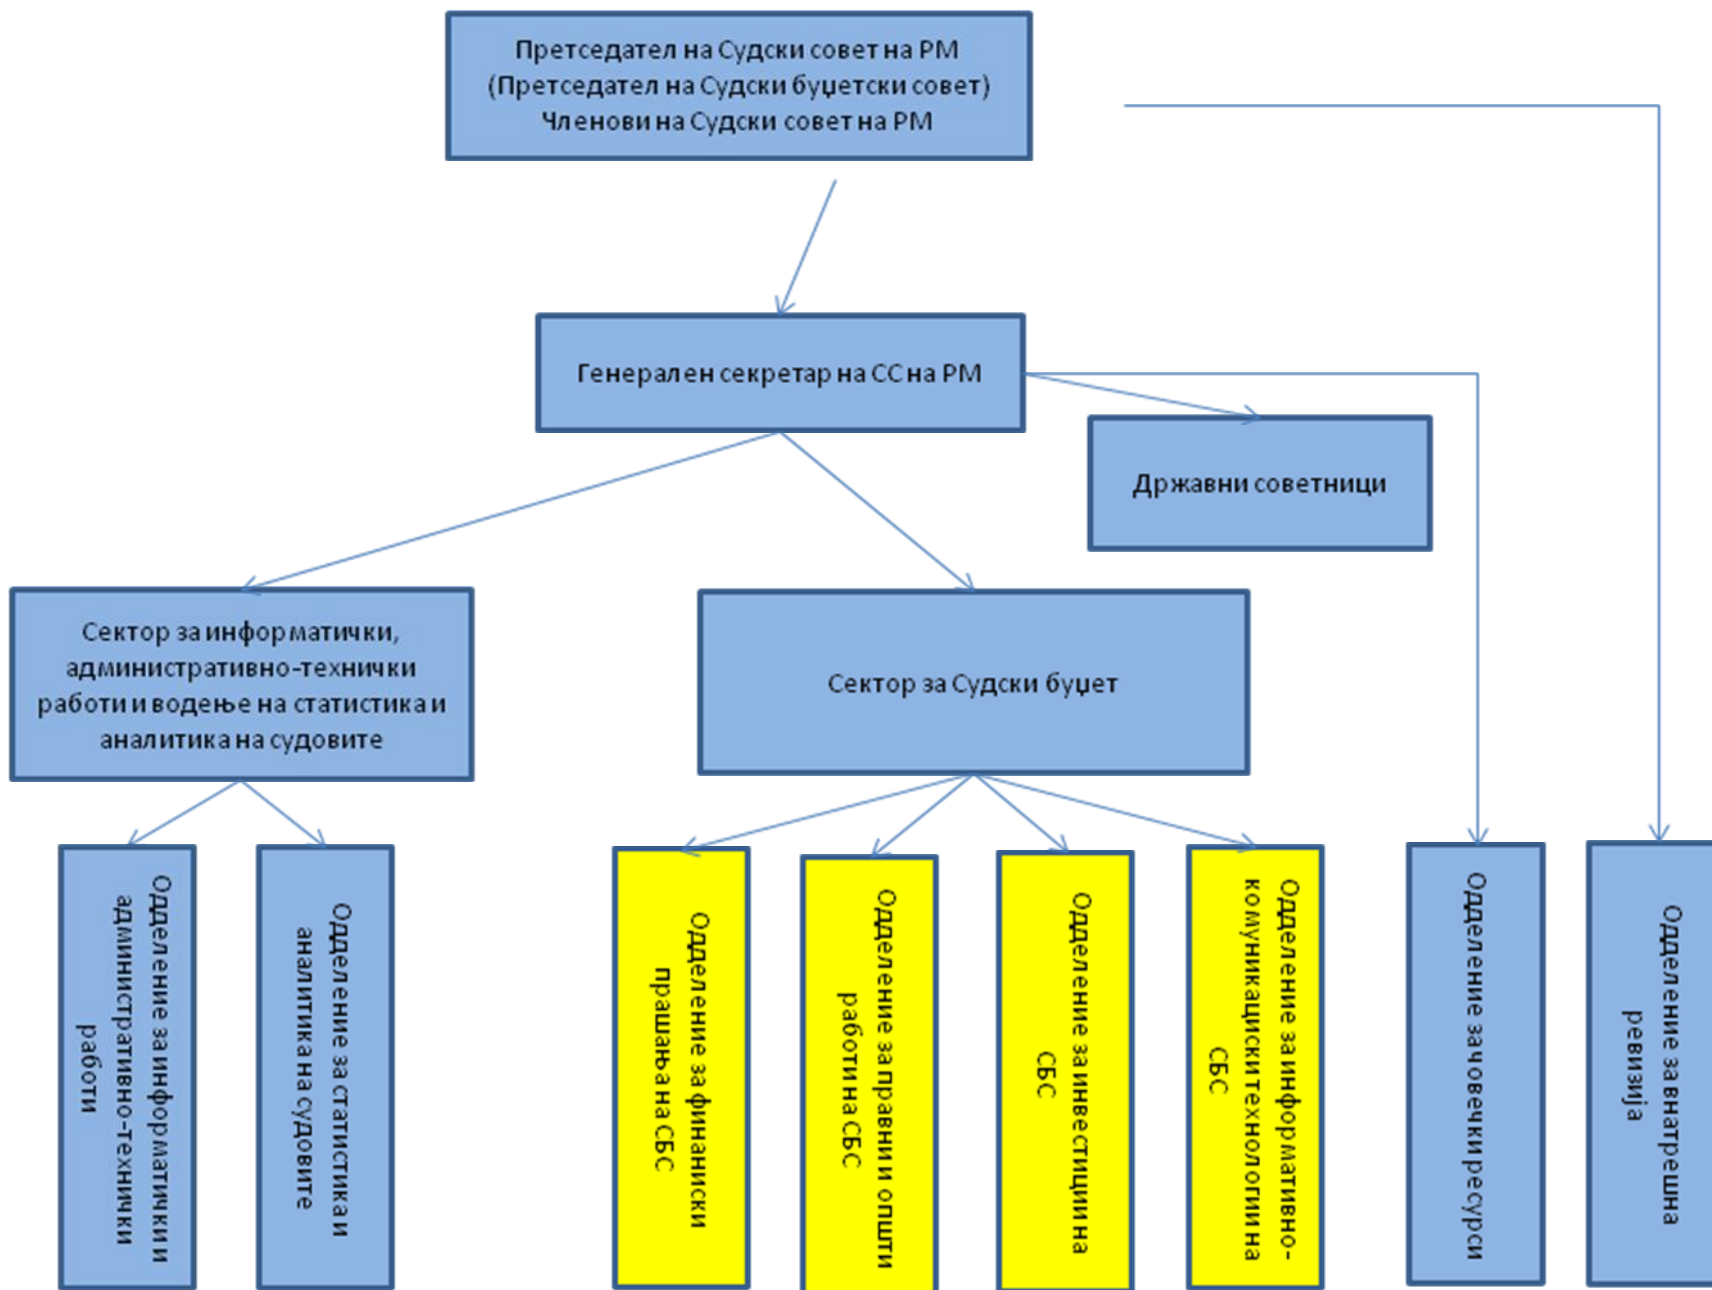 Претседател на Судски совет на РМ
(Претседател на Судски буџетски совет)
Членови на Судски совет на РМ
Генерален секретар на СС на РМ
Државни советници
Сектор за информатички,
административно-технички
работи и водење на статистика и
аналитика на судовите
Сектор за Судски буџет
Одделение за информатички и
административно-технички
работи
Одделение за статистика и
аналитика на судовите
Одделение за финаниски
прашања на СБС
Одделение за правни и општи
работи на СБС
Одделение за инвестиции на
СБС
Одделение за информативно-
комуникациски технологии на
СБС
Одделение за човечки ресурси
Одделение за внатрешна
ревизија